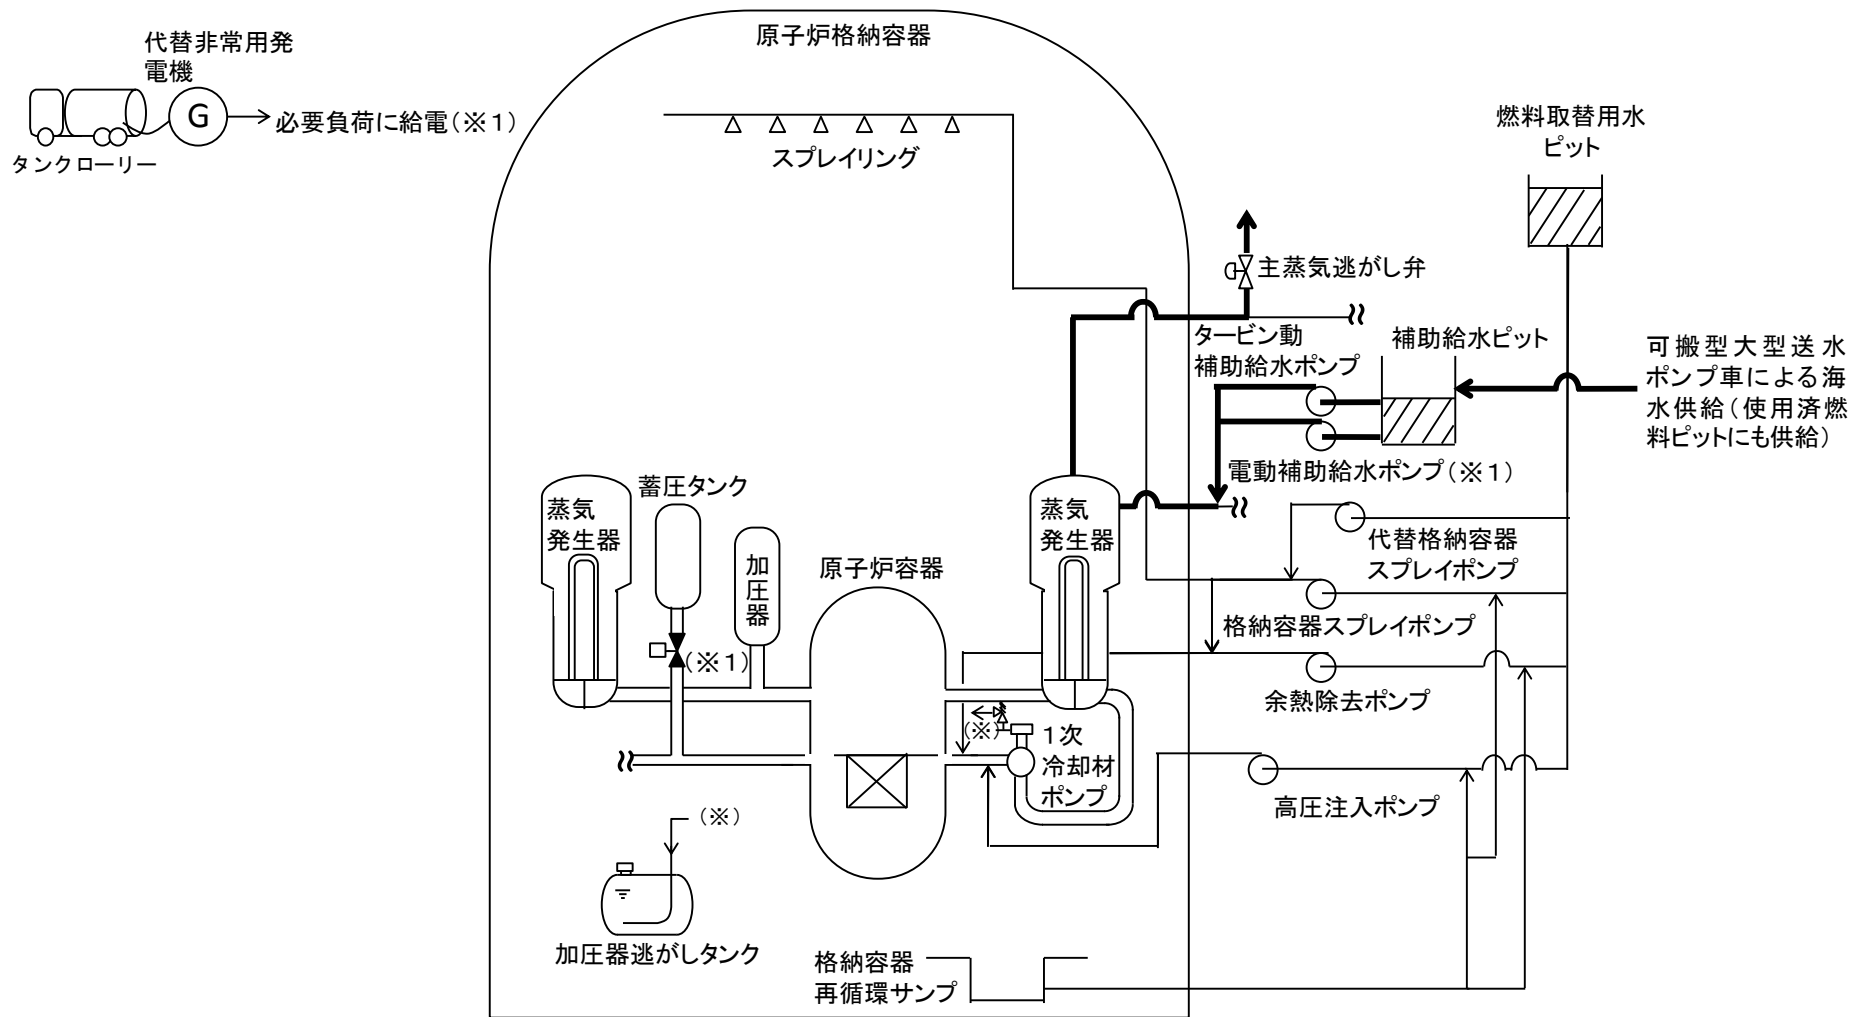 代替非常用発
電機
G
必要負荷に給電(※1)
タンクローリー
原子炉格納容器
スプレイリング
燃料取替用水
ピット
主蒸気逃がし弁
タービン動
補助給水ポンプ
補助給水ピット
可搬型大型送水
ポンプ車による海
水供給(使用済燃
料ピットにも供給)
電動補助給水ポンプ(※1)
蒸気
発生器
蓄圧タンク
(※1)
加
圧
器
原子炉容器
蒸気
発生器
代替格納容器
スプレイポンプ
格納容器スプレイポンプ
余熱除去ポンプ
(※)
1次
冷却材
ポンプ
高圧注入ポンプ
(※)
加圧器逃がしタンク
格納容器
再循環サンプ